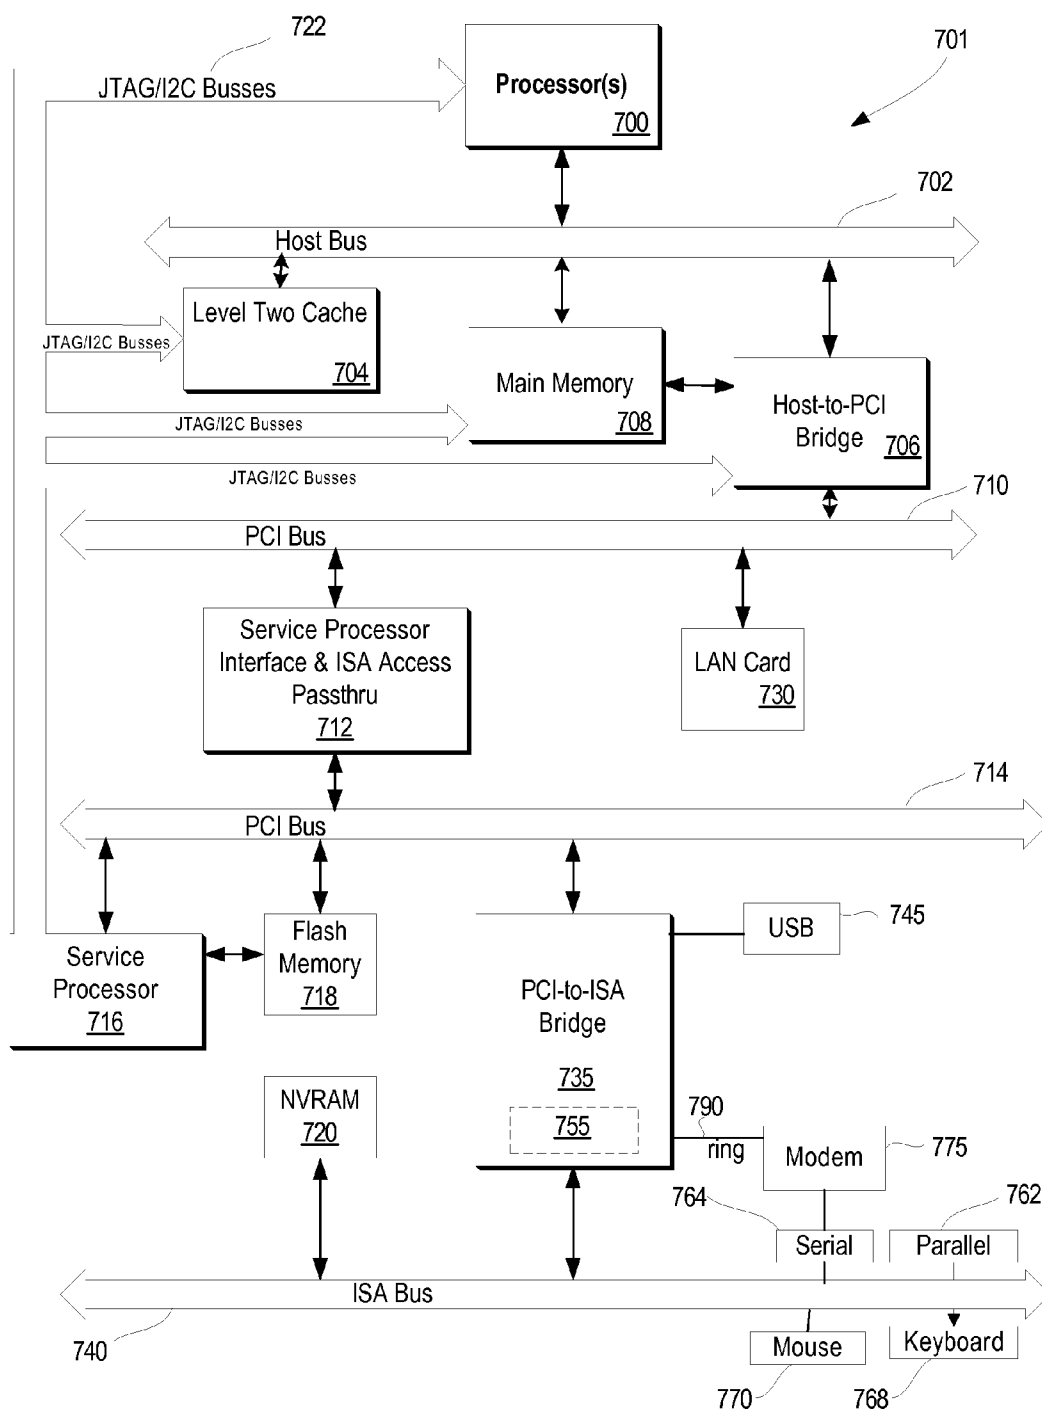 722
JTAG/I2C Busses
Processor(s)
700
701
702
Host Bus
Level Two Cache
704
JTAG/I2C Busses
Main Memory
708
Host-to-PCI
Bridge
706
JTAG/I2C Busses
JTAG/I2C Busses
710
PCI Bus
Service Processor
Interface & ISA Access
Passthru
712
LAN Card
730
714
PCI Bus
Service
Processor
716
Flash
Memory
718
USB
745
PCI-to-ISA
Bridge
735
755
NVRAM
720
790
ring
Modem
775
764
762
Serial
Parallel
ISA Bus
740
Mouse
Keyboard
770
768